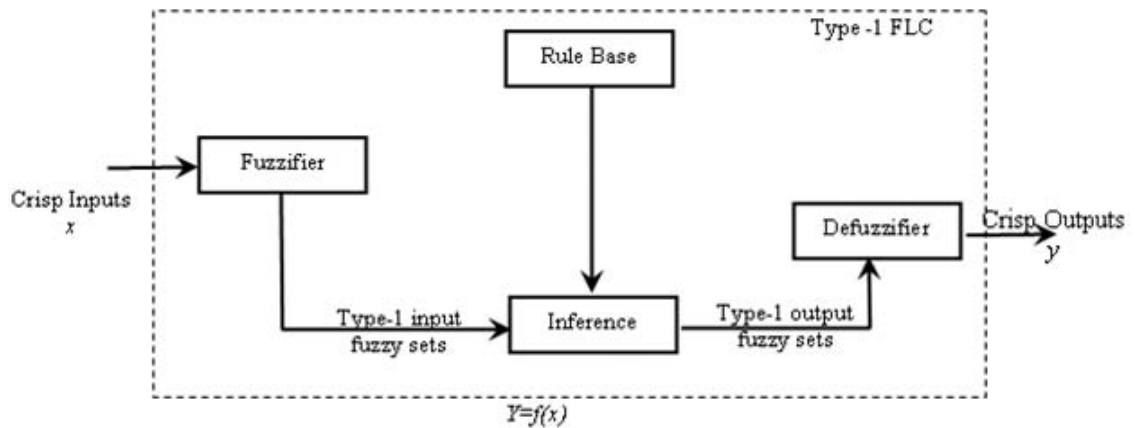 Type -1 FLC
Rule Base
Fuzzifier
Crisp Inputs
x
Defuzzifier
Crisp Outputs
y
Type-1 input
fuzzy sets
Inference
Type-1 output
fuzzy sets
Y=f(x)